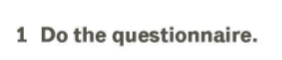 1 Do the questionnaire.